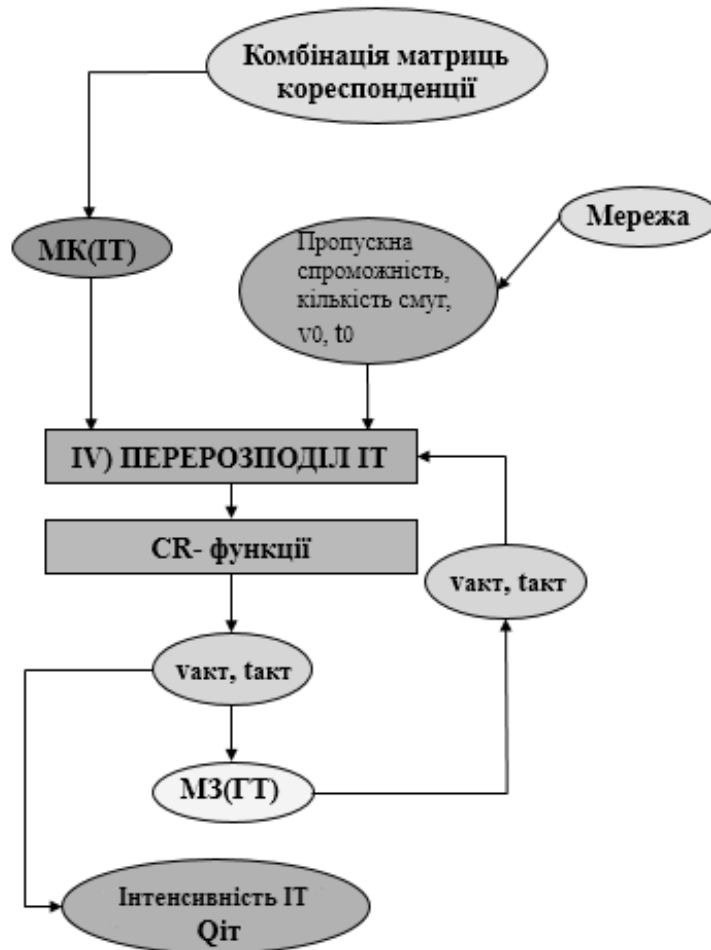 Комбінація матриць
кореспонденції
Мережа
МК(ІТ)
Пропускна
спроможність,
кількість смуг,
v0, t0
IV) ПЕРЕРОЗПОДІЛ ІТ
CR- функції
vакт, tакт
vакт, tакт
МЗ(ГТ)
Інтенсивність ІТ
Qіт